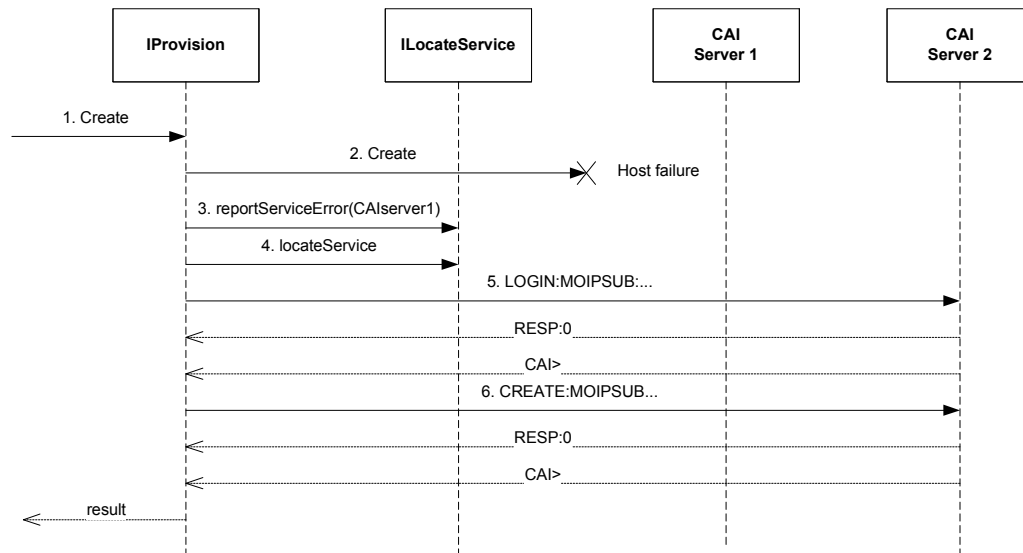 IProvision
ILocateService
CAI
Server 1
CAI
Server 2
1. Create
2. Create
Host failure
3. reportServiceError(CAIserver1)
4. locateService
5. LOGIN:MOIPSUB:...
RESP:0
CAI>
6. CREATE:MOIPSUB...
RESP:0
CAI>
result